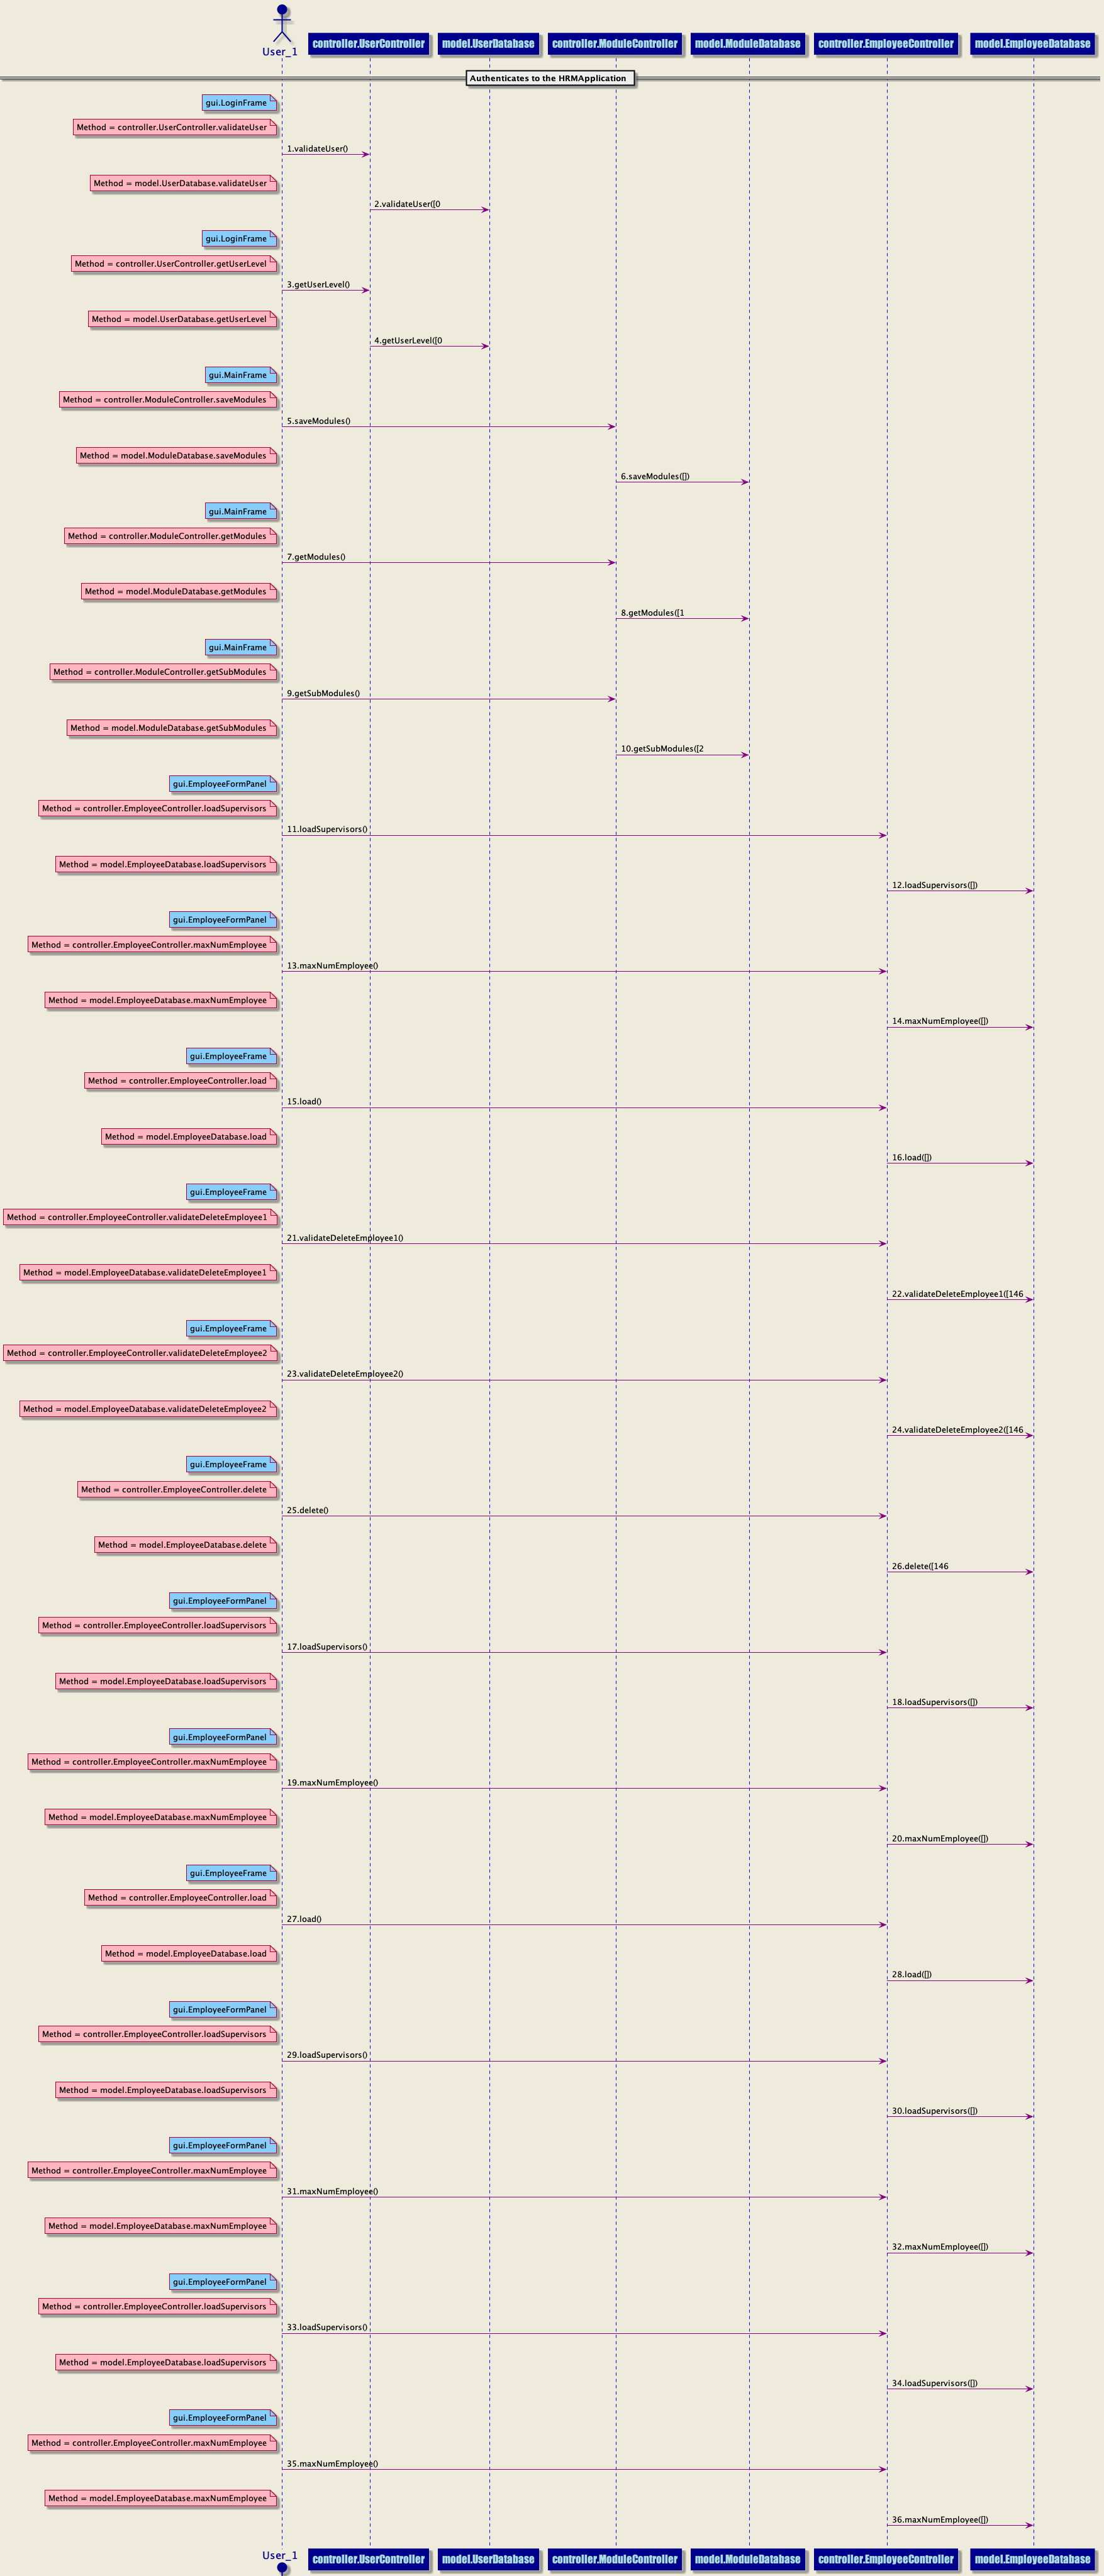 User_1
controller.UserController
model.UserDatabase
controller.ModuleController
model.ModuleDatabase
controller.EmployeeController
model.EmployeeDatabase
Authenticates to the HRMApplication
gui.LoginFrame
Method = controller.UserController.validateUser
1.validateUser()
Method = model.UserDatabase.validateUser
2.validateUser([0
gui.LoginFrame
Method = controller.UserController.getUserLevel
3.getUserLevel()
Method = model.UserDatabase.getUserLevel
4.getUserLevel([0
gui.MainFrame
Method = controller.ModuleController.saveModules
5.saveModules()
Method = model.ModuleDatabase.saveModules
6.saveModules([])
gui.MainFrame
Method = controller.ModuleController.getModules
7.getModules()
Method = model.ModuleDatabase.getModules
8.getModules([1
gui.MainFrame
Method = controller.ModuleController.getSubModules
9.getSubModules()
Method = model.ModuleDatabase.getSubModules
10.getSubModules([2
gui.EmployeeFormPanel
Method = controller.EmployeeController.loadSupervisors
11.loadSupervisors()
Method = model.EmployeeDatabase.loadSupervisors
12.loadSupervisors([])
gui.EmployeeFormPanel
Method = controller.EmployeeController.maxNumEmployee
13.maxNumEmployee()
Method = model.EmployeeDatabase.maxNumEmployee
14.maxNumEmployee([])
gui.EmployeeFrame
Method = controller.EmployeeController.load
15.load()
Method = model.EmployeeDatabase.load
16.load([])
gui.EmployeeFrame
Method = controller.EmployeeController.validateDeleteEmployee1
21.validateDeleteEmployee1()
Method = model.EmployeeDatabase.validateDeleteEmployee1
22.validateDeleteEmployee1([146
gui.EmployeeFrame
Method = controller.EmployeeController.validateDeleteEmployee2
23.validateDeleteEmployee2()
Method = model.EmployeeDatabase.validateDeleteEmployee2
24.validateDeleteEmployee2([146
gui.EmployeeFrame
Method = controller.EmployeeController.delete
25.delete()
Method = model.EmployeeDatabase.delete
26.delete([146
gui.EmployeeFormPanel
Method = controller.EmployeeController.loadSupervisors
17.loadSupervisors()
Method = model.EmployeeDatabase.loadSupervisors
18.loadSupervisors([])
gui.EmployeeFormPanel
Method = controller.EmployeeController.maxNumEmployee
19.maxNumEmployee()
Method = model.EmployeeDatabase.maxNumEmployee
20.maxNumEmployee([])
gui.EmployeeFrame
Method = controller.EmployeeController.load
27.load()
Method = model.EmployeeDatabase.load
28.load([])
gui.EmployeeFormPanel
Method = controller.EmployeeController.loadSupervisors
29.loadSupervisors()
Method = model.EmployeeDatabase.loadSupervisors
30.loadSupervisors([])
gui.EmployeeFormPanel
Method = controller.EmployeeController.maxNumEmployee
31.maxNumEmployee()
Method = model.EmployeeDatabase.maxNumEmployee
32.maxNumEmployee([])
gui.EmployeeFormPanel
Method = controller.EmployeeController.loadSupervisors
33.loadSupervisors()
Method = model.EmployeeDatabase.loadSupervisors
34.loadSupervisors([])
gui.EmployeeFormPanel
Method = controller.EmployeeController.maxNumEmployee
35.maxNumEmployee()
Method = model.EmployeeDatabase.maxNumEmployee
36.maxNumEmployee([])
User_1
controller.UserController
model.UserDatabase
controller.ModuleController
model.ModuleDatabase
controller.EmployeeController
model.EmployeeDatabase